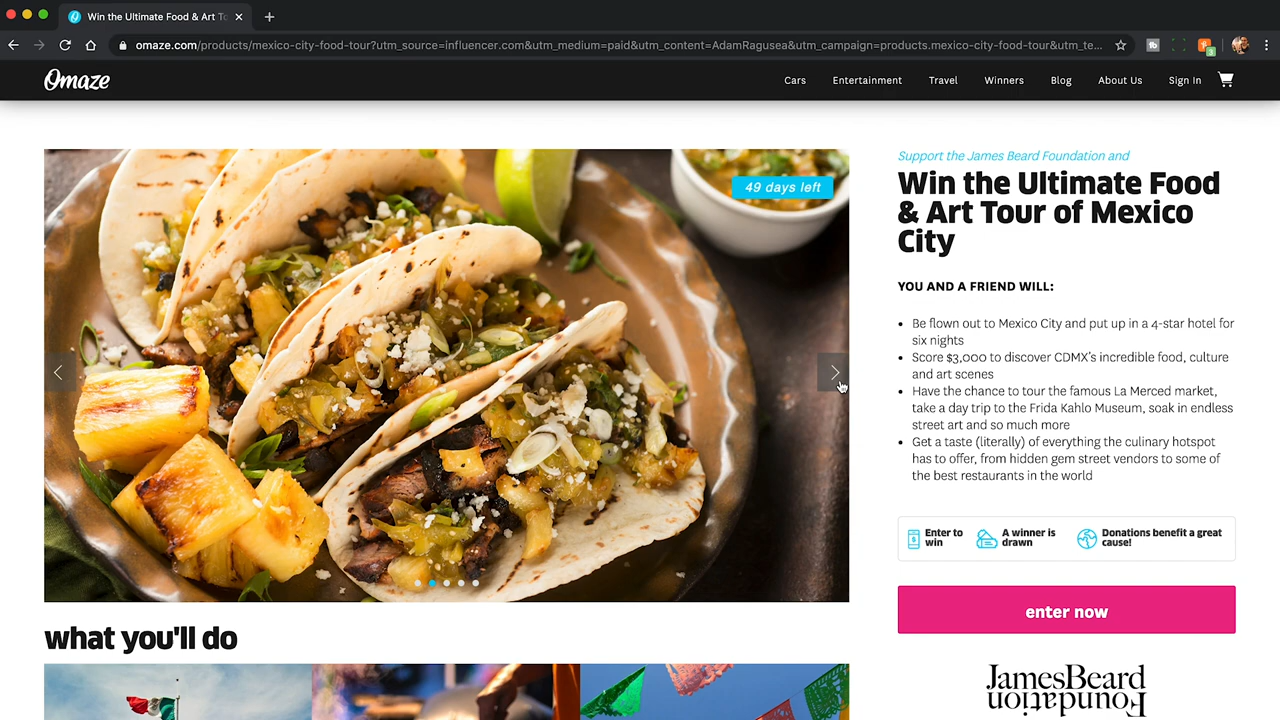 Win the Ultimate Food & Art To
omaze.com/products/mexico-city-food-tour?utm_source=influencer.com&utm_medium=paid&utm_content=AdamRagusea&utm_campaign=products.mexico-city-food-tour&utm_te...
Omaze
Cars
Entertainment
Travel
Winners
Blog
About Us
Sign In
49 days left
Support the James Beard Foundation and
Win the Ultimate Food
& Art Tour of Mexico
City
YOU AND A FRIEND WILL:
• Be flown out to Mexico City and put up in a 4-star hotel for
six nights
• Score $3,000 to discover CDMX's incredible food, culture
and art scenes
• Have the chance to tour the famous La Merced market,
take a day trip to the Frida Kahlo Museum, soak in endless
street art and so much more
• Get a taste (literally) of everything the culinary hotspot
has to offer, from hidden gem street vendors to some of
the best restaurants in the world
Enter to
win
A winner is
drawn
Donations benefit a great
cause!
enter now
what you'll do
JamesBeard
Foundation